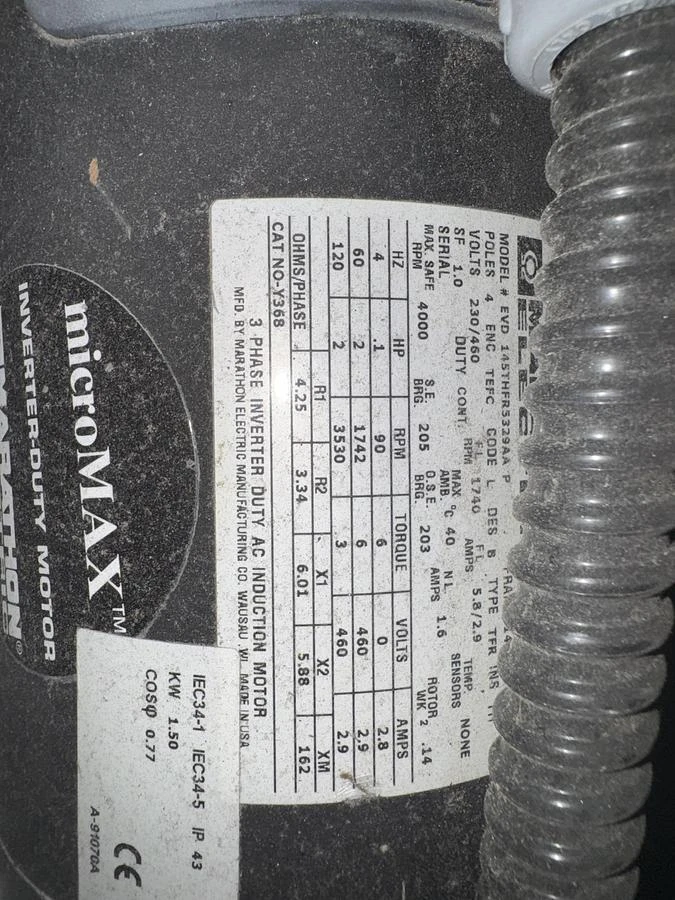 MODEL # EVD 145THFR5329AA P
POLES 4 ENC TEFC CODE L DES B TYPE TFR INS
VOLTS 230/460 FL RPM 1740 FL AMPS 5.8/2.9
SF 1.0 DUTY CONT. MAX AMB. °C 40 NL AMPS 1.6 TEMP. SENSORS NONE
SERIAL
MAX. SAFE RPM 4000 S.E. BRG. 205 O.S.E. BRG. 203 ROTOR WK² .14
HZ HP RPM TORQUE VOLTS AMPS
4 .1 90 6 0 2.8
60 2 1742 6 460 2.9
120 2 3530 3 460 2.9
R1 R2 X1 X2 XM
OHMS/PHASE 4.25 3.34 6.01 5.88 162
CAT NO-Y368
3 PHASE INVERTER DUTY AC INDUCTION MOTOR
MFD. BY MARATHON ELECTRIC MANUFACTURING CO. WAUSAU, WI. MADE IN USA
IEC34-1 IEC34-5 IP 43
KW 1.50
COSφ 0.77
CE
A-91070A
microMAX™
INVERTER-DUTY MOTOR
MARATHON®